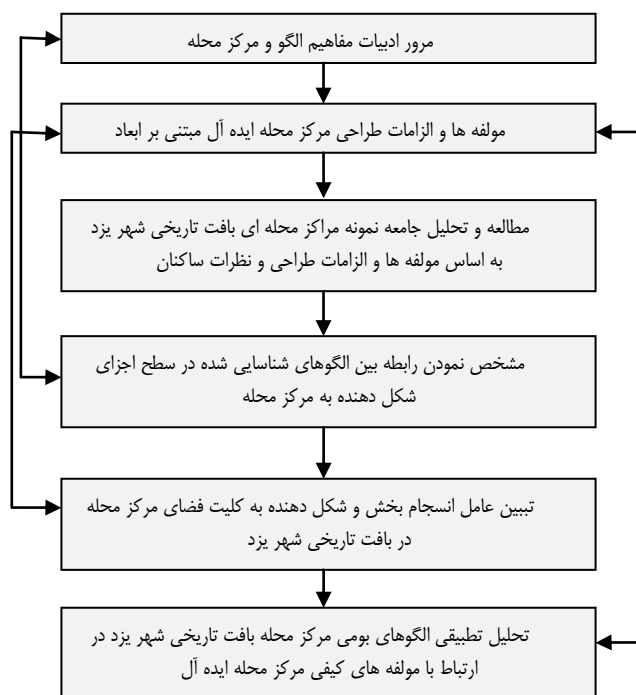 مرور ادبیات مفاهیم الگو و مرکز محله
مولفه ها و الزامات طراحی مرکز محله ایده آل مبتنی بر ابعاد
مطالعه و تحلیل جامعه نمونه مراکز محله ای بافت تاریخی شهر یزد
به اساس مولفه ها و الزامات طراحی و نظرات ساکنان
مشخص نمودن رابطه بین الگوهای شناسایی شده در سطح اجزای
شکل دهنده به مرکز محله
تببین عامل انسجام بخش و شکل دهنده به کلیت فضای مرکز محله
در بافت تاریخی شهر یزد
تحلیل تطبیقی الگوهای بومی مرکز محله بافت تاریخی شهر یزد در
ارتباط با مولفه های کیفی مرکز محله ایده آل